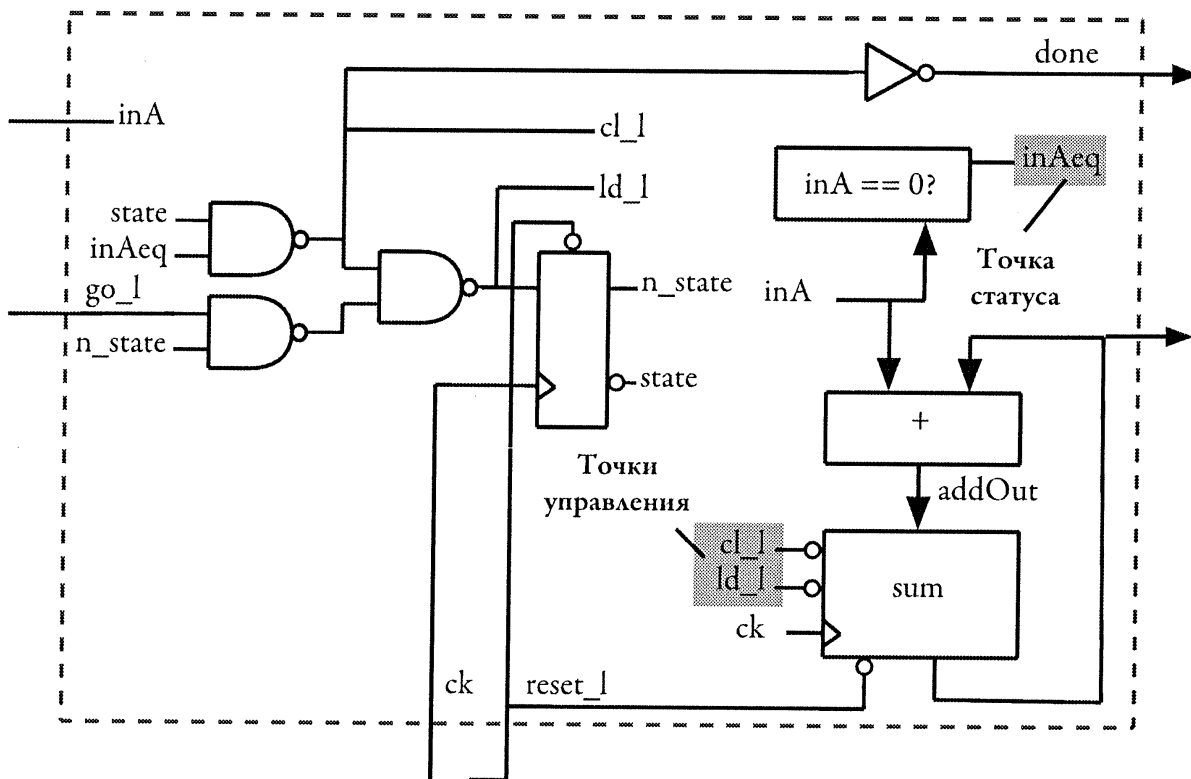 done
inA
cl_l
inAeq
inA == 0?
ld_l
state
inAeq
Точка
статуса
go_l
n_state
inA
n_state
state
+
Точки
управления
addOut
cl_l
ld_l
sum
ck
ck
reset_l